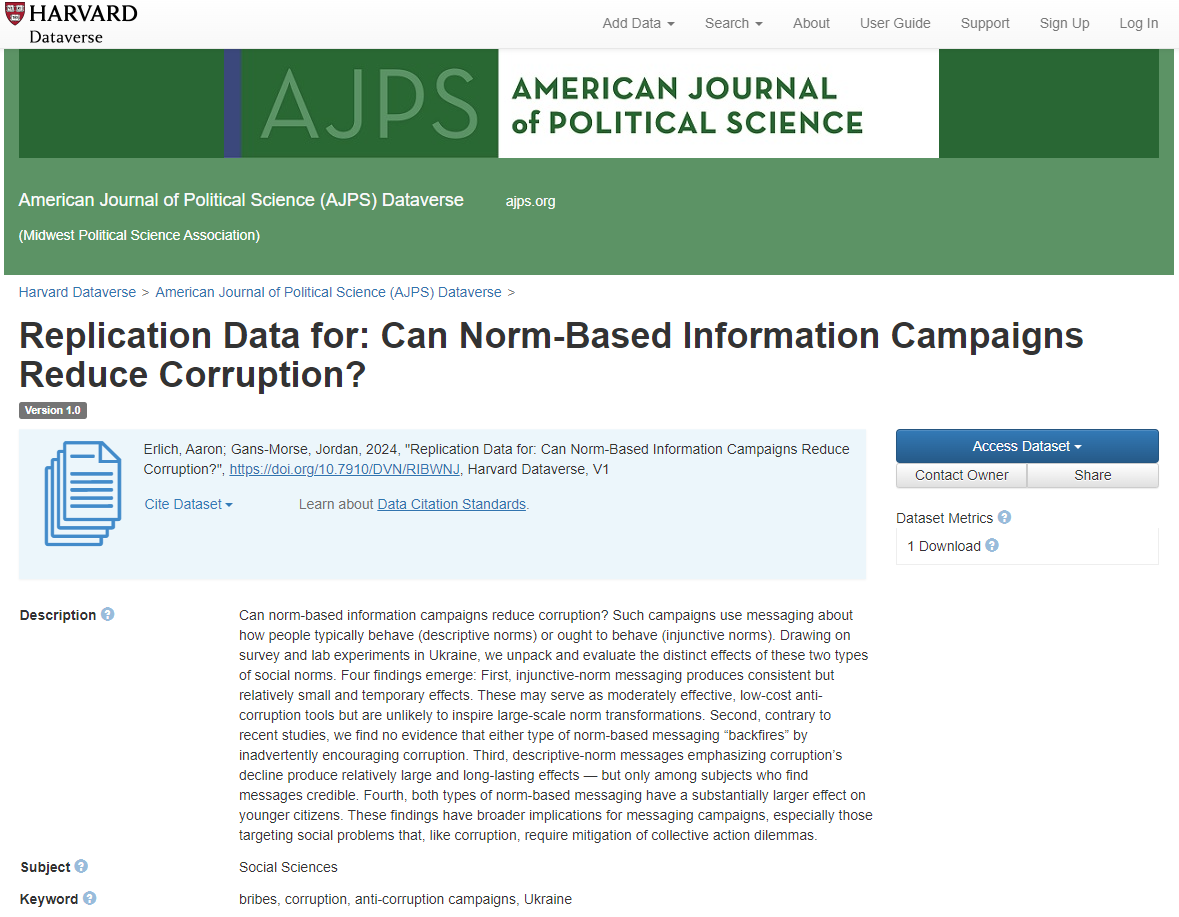 HARVARD
Dataverse
Add Data
Search
About
User Guide
Support
Sign Up
Log In
AJPS
AMERICAN JOURNAL
of POLITICAL SCIENCE
American Journal of Political Science (AJPS) Dataverse
ajps.org
(Midwest Political Science Association)
Harvard Dataverse > American Journal of Political Science (AJPS) Dataverse >
Replication Data for: Can Norm-Based Information Campaigns
Reduce Corruption?
Version 1.0
Erlich, Aaron; Gans-Morse, Jordan, 2024, "Replication Data for: Can Norm-Based Information Campaigns Reduce
Corruption?", https://doi.org/10.7910/DVN/RIBWNJ, Harvard Dataverse, V1
Cite Dataset
Learn about Data Citation Standards.
Access Dataset
Contact Owner
Share
Dataset Metrics ?
1 Download ?
Description ?
Can norm-based information campaigns reduce corruption? Such campaigns use messaging about
how people typically behave (descriptive norms) or ought to behave (injunctive norms). Drawing on
survey and lab experiments in Ukraine, we unpack and evaluate the distinct effects of these two types
of social norms. Four findings emerge: First, injunctive-norm messaging produces consistent but
relatively small and temporary effects. These may serve as moderately effective, low-cost anti-
corruption tools but are unlikely to inspire large-scale norm transformations. Second, contrary to
recent studies, we find no evidence that either type of norm-based messaging “backfires” by
inadvertently encouraging corruption. Third, descriptive-norm messages emphasizing corruption’s
decline produce relatively large and long-lasting effects — but only among subjects who find
messages credible. Fourth, both types of norm-based messaging have a substantially larger effect on
younger citizens. These findings have broader implications for messaging campaigns, especially those
targeting social problems that, like corruption, require mitigation of collective action dilemmas.
Subject ?
Social Sciences
Keyword ?
bribes, corruption, anti-corruption campaigns, Ukraine